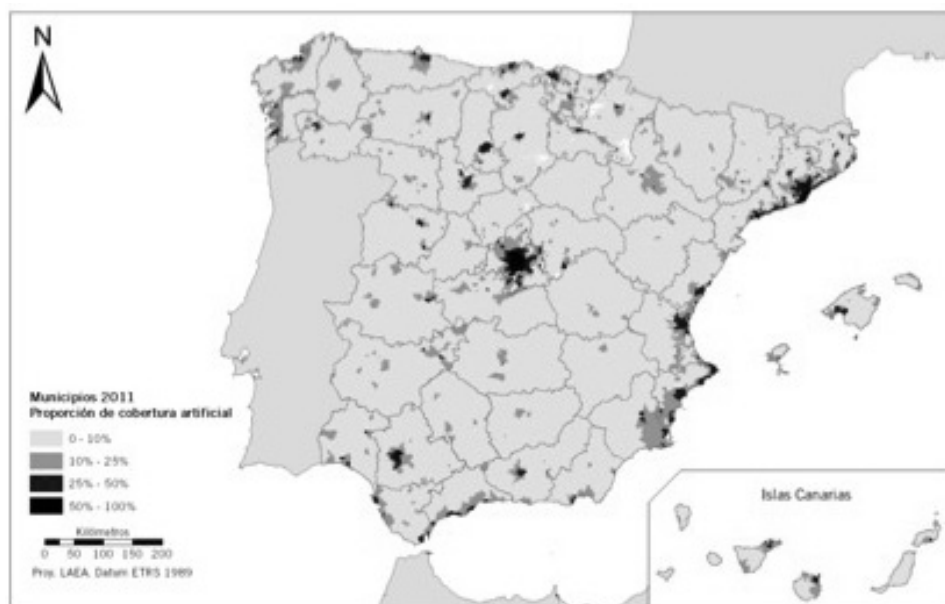 N
Municipios 2011
Proporción de cobertura artificial
0 - 10%
10% - 25%
25% - 50%
50% - 100%
Kilómetros
0 50 100 150 200
Proy. LAEA. Datum ETRS 1989
Islas Canarias